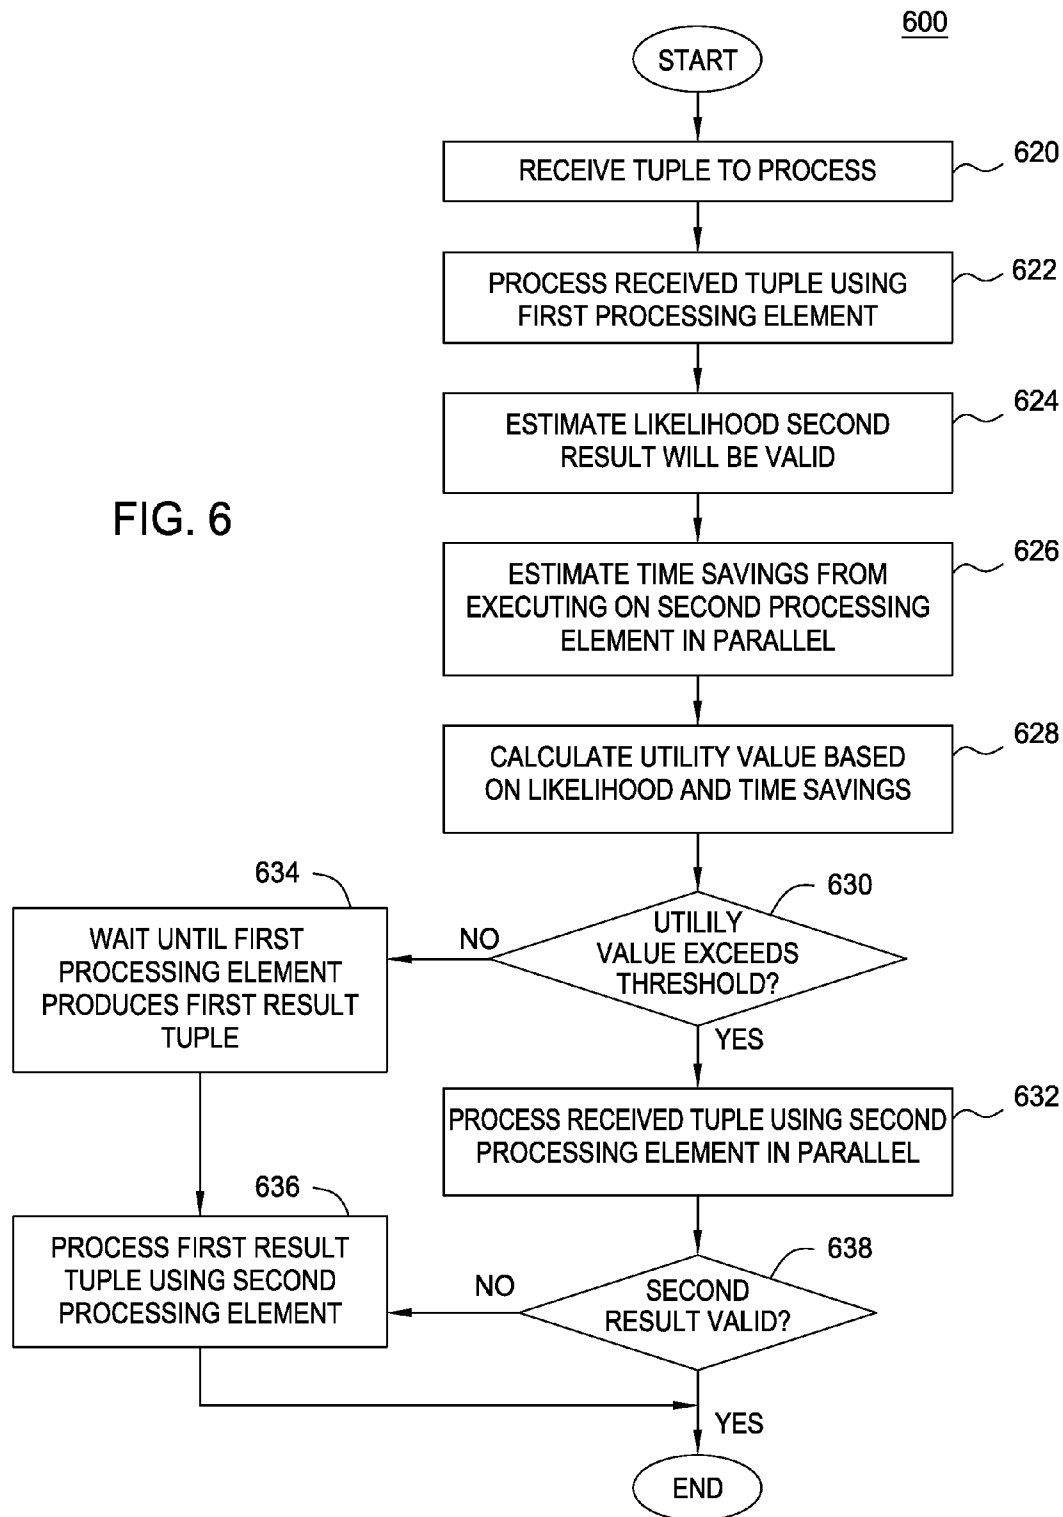 600
START
RECEIVE TUPLE TO PROCESS
620
PROCESS RECEIVED TUPLE USING
FIRST PROCESSING ELEMENT
622
ESTIMATE LIKELIHOOD SECOND
RESULT WILL BE VALID
624
FIG. 6
ESTIMATE TIME SAVINGS FROM
EXECUTING ON SECOND PROCESSING
ELEMENT IN PARALLEL
626
CALCULATE UTILITY VALUE BASED
ON LIKELIHOOD AND TIME SAVINGS
628
UTILILY
VALUE EXCEEDS
THRESHOLD?
630
NO
634
WAIT UNTIL FIRST
PROCESSING ELEMENT
PRODUCES FIRST RESULT
TUPLE
YES
PROCESS RECEIVED TUPLE USING SECOND
PROCESSING ELEMENT IN PARALLEL
632
636
PROCESS FIRST RESULT
TUPLE USING SECOND
PROCESSING ELEMENT
NO
SECOND
RESULT VALID?
638
YES
END